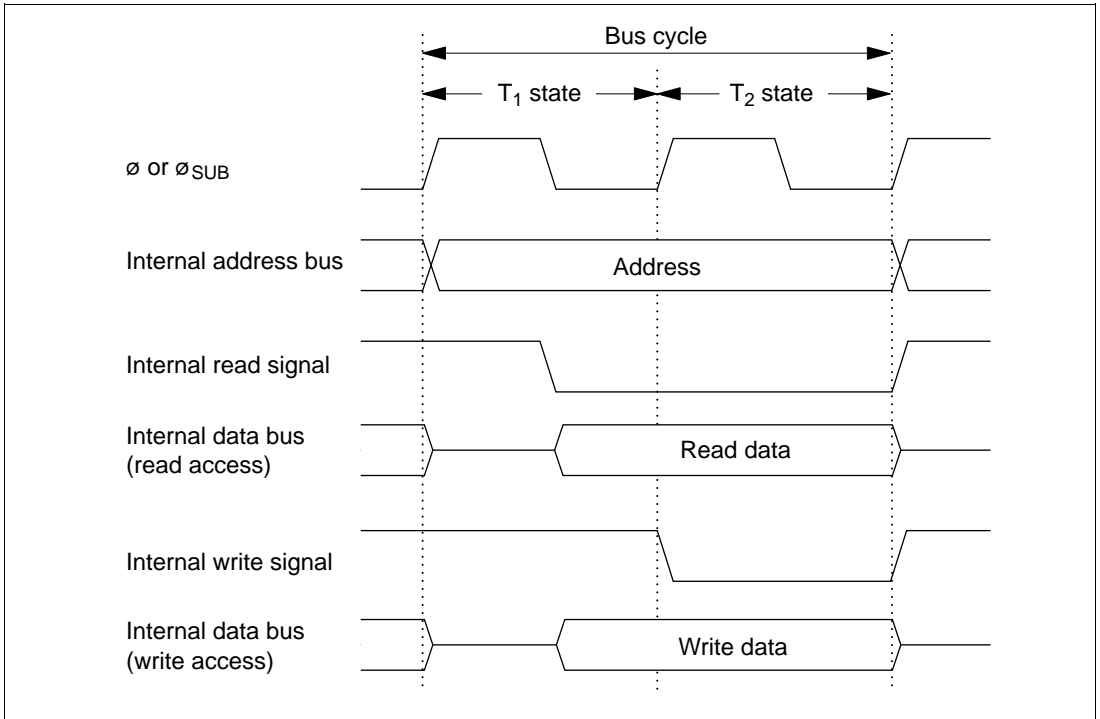 Bus cycle
T1 state
T2 state
ø or øSUB
Internal address bus
Address
Internal read signal
Internal data bus
(read access)
Read data
Internal write signal
Internal data bus
(write access)
Write data